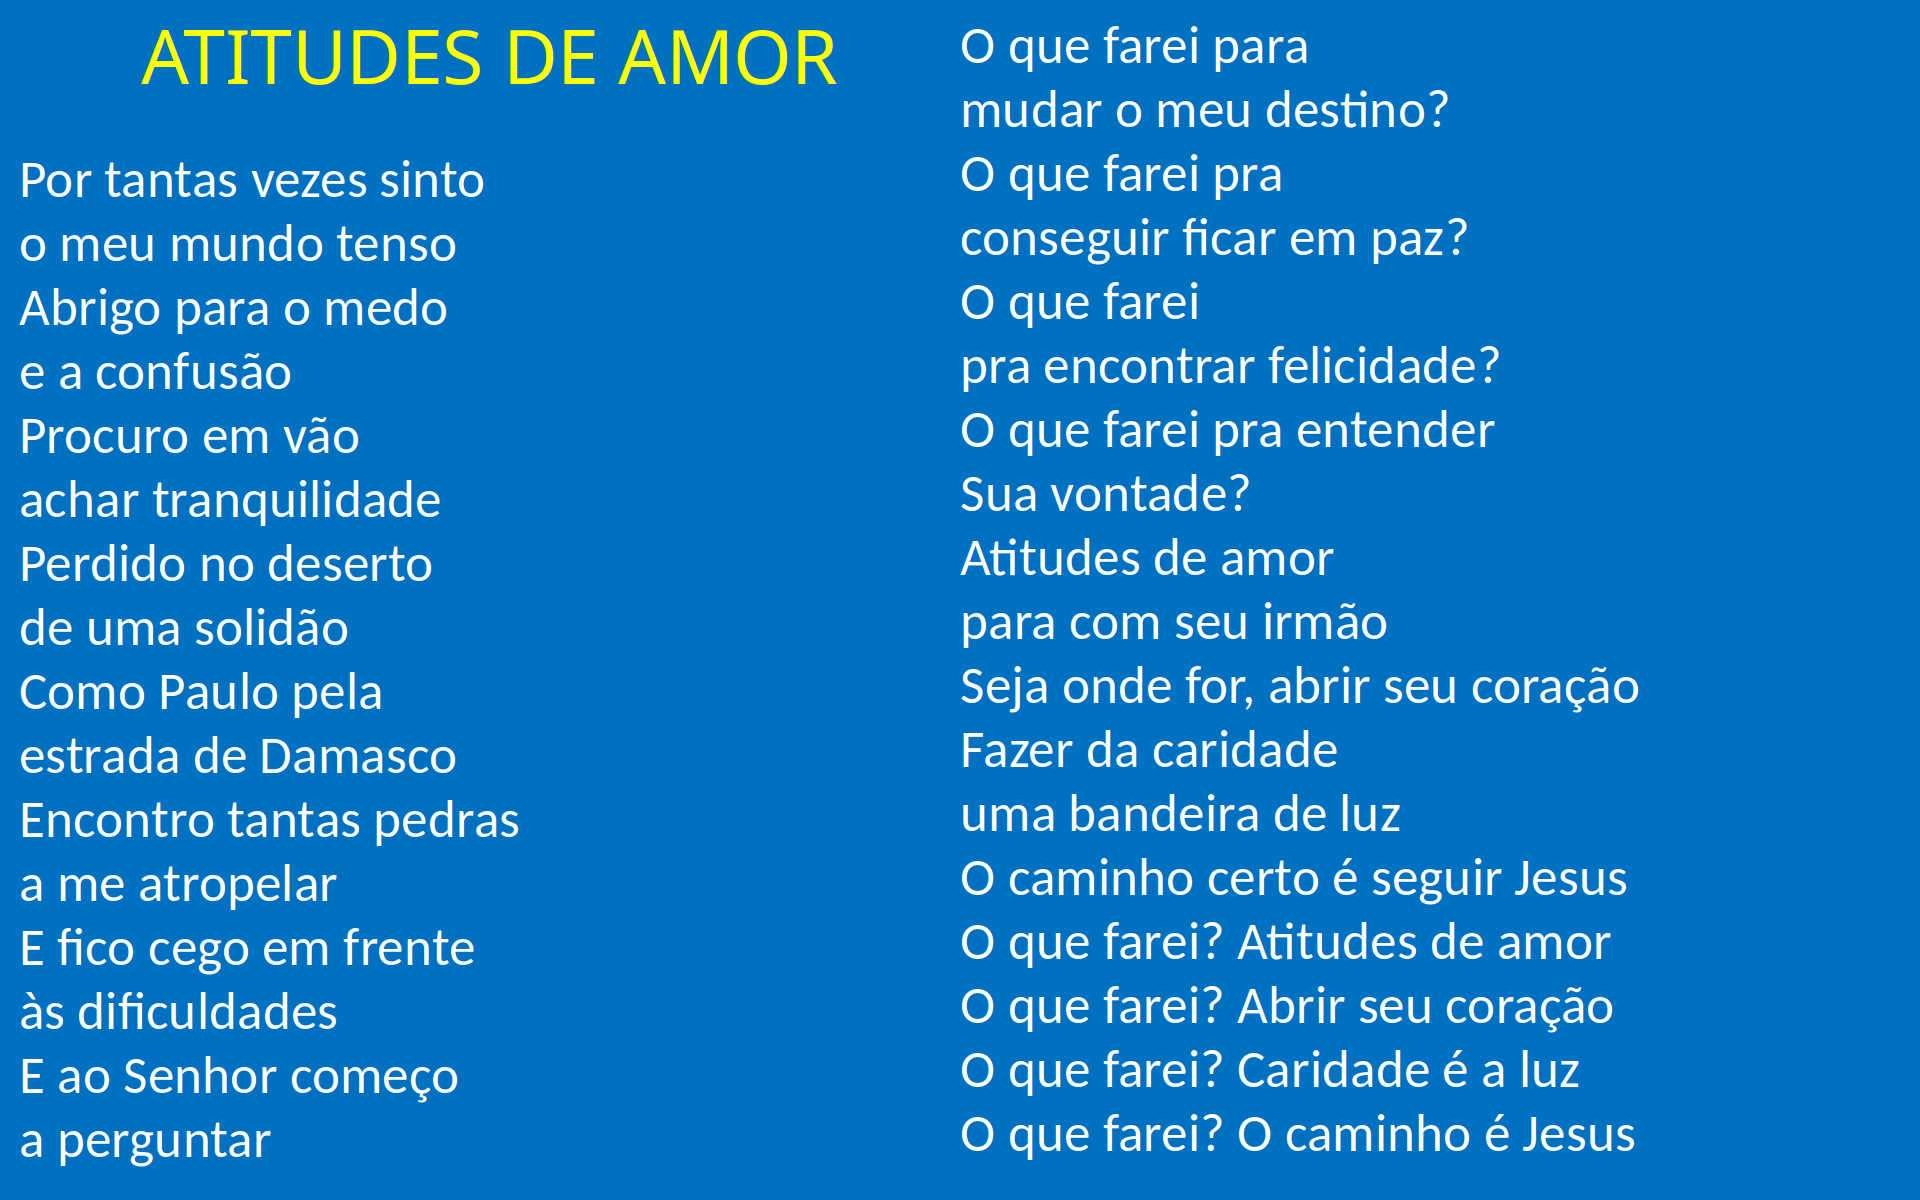 ATITUDES DE AMOR
Por tantas vezes sinto
o meu mundo tenso
Abrigo para o medo
e a confusão
Procuro em vão
achar tranquilidade
Perdido no deserto
de uma solidão
Como Paulo pela
estrada de Damasco
Encontro tantas pedras
a me atropelar
E fico cego em frente
às dificuldades
E ao Senhor começo
a perguntar
O que farei para
mudar o meu destino?
O que farei pra
conseguir ficar em paz?
O que farei
pra encontrar felicidade?
O que farei pra entender
Sua vontade?
Atitudes de amor
para com seu irmão
Seja onde for, abrir seu coração
Fazer da caridade
uma bandeira de luz
O caminho certo é seguir Jesus
O que farei? Atitudes de amor
O que farei? Abrir seu coração
O que farei? Caridade é a luz
O que farei? O caminho é Jesus